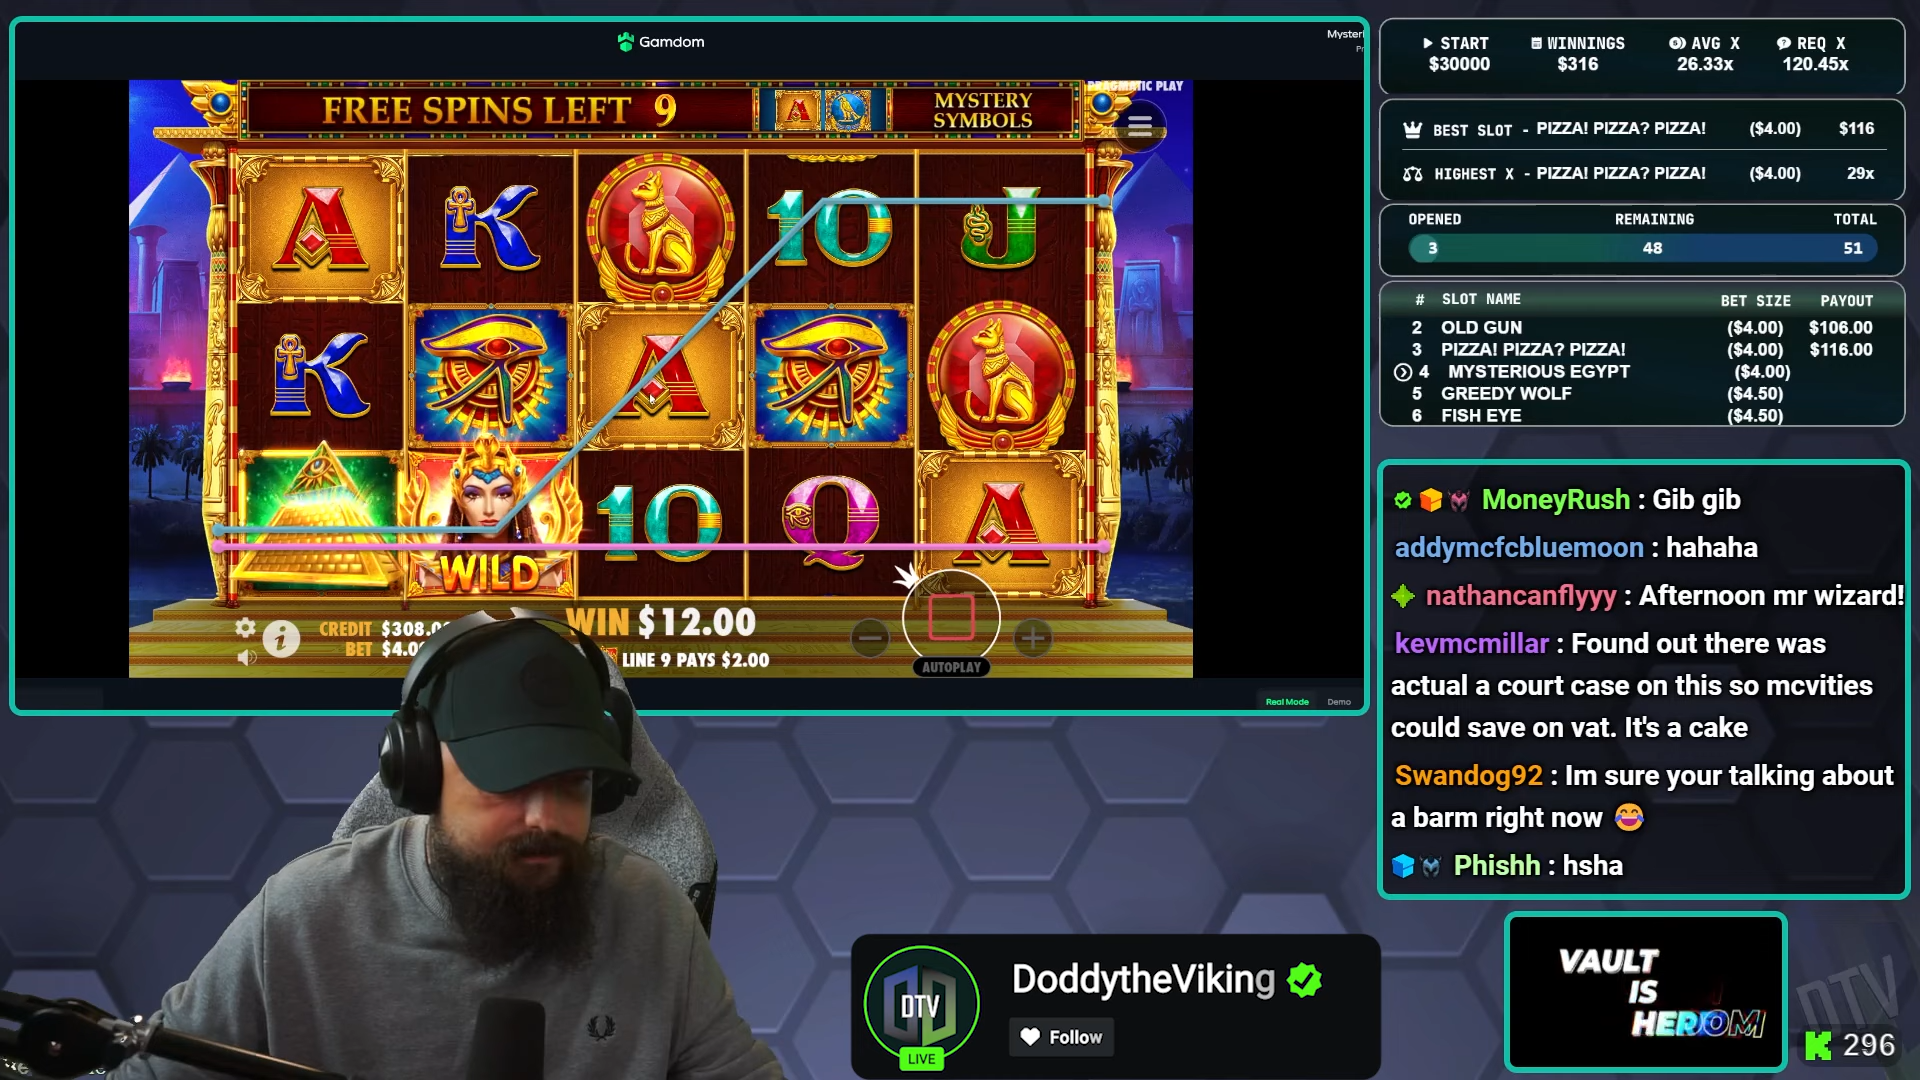 Gamdom
FREE SPINS LEFT 9
MYSTERY
SYMBOLS
PRAGMATIC PLAY
A K 10 J
K A
WILD 10 Q A
CREDIT
BET
WIN $12.00
LINE 9 PAYS $2.00
AUTOPLAY
Real Mode Demo
START WINNINGS AVG X REQ X
$30000 $316 26.33x 120.45x
BEST SLOT - PIZZA! PIZZA? PIZZA! ($4.00) $116
HIGHEST X - PIZZA! PIZZA? PIZZA! ($4.00) 29x
OPENED REMAINING TOTAL
3 48 51
# SLOT NAME BET SIZE PAYOUT
2 OLD GUN ($4.00) $106.00
3 PIZZA! PIZZA? PIZZA! ($4.00) $116.00
4 MYSTERIOUS EGYPT ($4.00)
5 GREEDY WOLF ($4.50)
6 FISH EYE ($4.50)
MoneyRush : Gib gib
addymcfcbluemoon : hahaha
nathancanflyyy : Afternoon mr wizard!
kevmcmillar : Found out there was
actual a court case on this so mcvities
could save on vat. It's a cake
Swandog92 : Im sure your talking about
a barm right now 😂
Phishh : hsha
DTV
LIVE
DoddytheViking
Follow
VAULT
IS
DTV
K 296